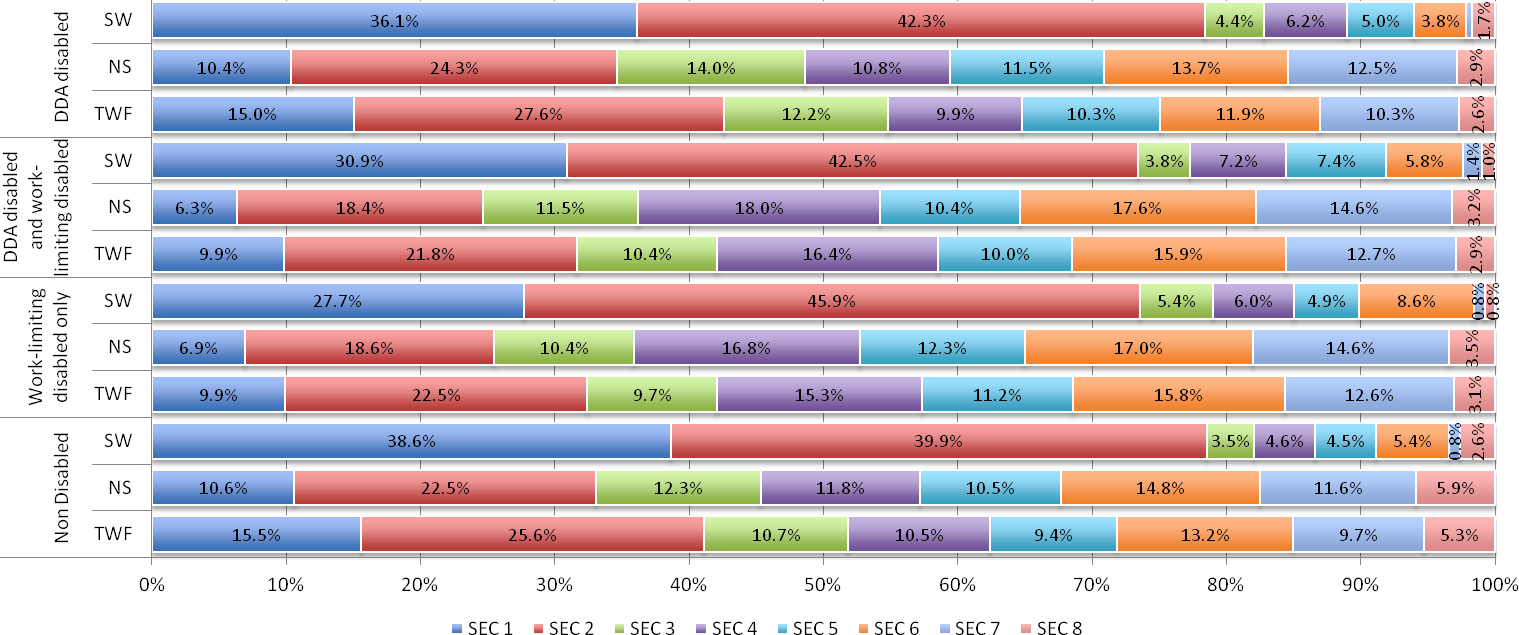 DDA disabled
SW 36.1% 42.3% 4.4% 6.2% 5.0% 3.8% 1.7%
NS 10.4% 24.3% 14.0% 10.8% 11.5% 13.7% 12.5% 2.9%
TWF 15.0% 27.6% 12.2% 9.9% 10.3% 11.9% 10.3% 2.6%
DDA disabled
and work-
limiting disabled
SW 30.9% 42.5% 3.8% 7.2% 7.4% 5.8% 1.4% 1.0%
NS 6.3% 18.4% 11.5% 18.0% 10.4% 17.6% 14.6% 3.2%
TWF 9.9% 21.8% 10.4% 16.4% 10.0% 15.9% 12.7% 2.9%
Work-limiting
disabled only
SW 27.7% 45.9% 5.4% 6.0% 4.9% 8.6% 0.8% 0.8%
NS 6.9% 18.6% 10.4% 16.8% 12.3% 17.0% 14.6% 3.5%
TWF 9.9% 22.5% 9.7% 15.3% 11.2% 15.8% 12.6% 3.1%
Non Disabled
SW 38.6% 39.9% 3.5% 4.6% 4.5% 5.4% 0.8% 2.6%
NS 10.6% 22.5% 12.3% 11.8% 10.5% 14.8% 11.6% 5.9%
TWF 15.5% 25.6% 10.7% 10.5% 9.4% 13.2% 9.7% 5.3%
0% 10% 20% 30% 40% 50% 60% 70% 80% 90% 100%
SEC 1 SEC 2 SEC 3 SEC 4 SEC 5 SEC 6 SEC 7 SEC 8